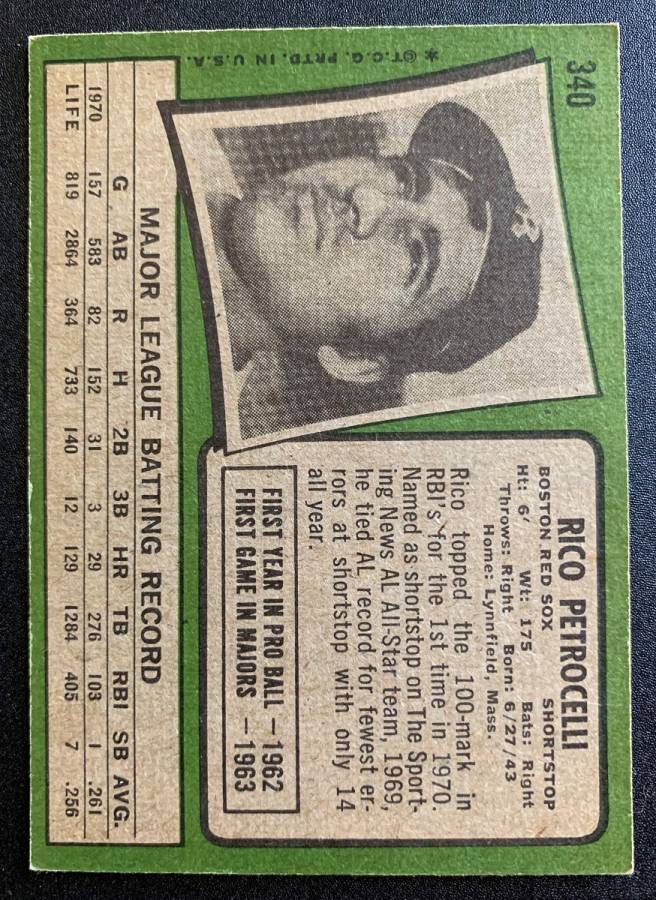 340
✱©T.C.G. PRTD. IN U.S.A.
RICO PETROCELLI
BOSTON RED SOX SHORTSTOP
Ht: 6' Wt: 175 Bats: Right
Throws: Right Born: 6/27/43
Home: Lynnfield, Mass.
Rico topped the 100-mark in
RBI's for the 1st time in 1970.
Named as shortstop on The Sport-
ing News AL All-Star team, 1969,
he tied AL record for fewest er-
rors at shortstop with only 14
all year.
FIRST YEAR IN PRO BALL — 1962
FIRST GAME IN MAJORS — 1963
MAJOR LEAGUE BATTING RECORD
G AB R H 2B 3B HR TB RBI SB AVG.
1970 157 583 82 152 31 3 29 276 103 1 .261
LIFE 819 2864 364 733 140 12 129 1284 405 7 .256
B